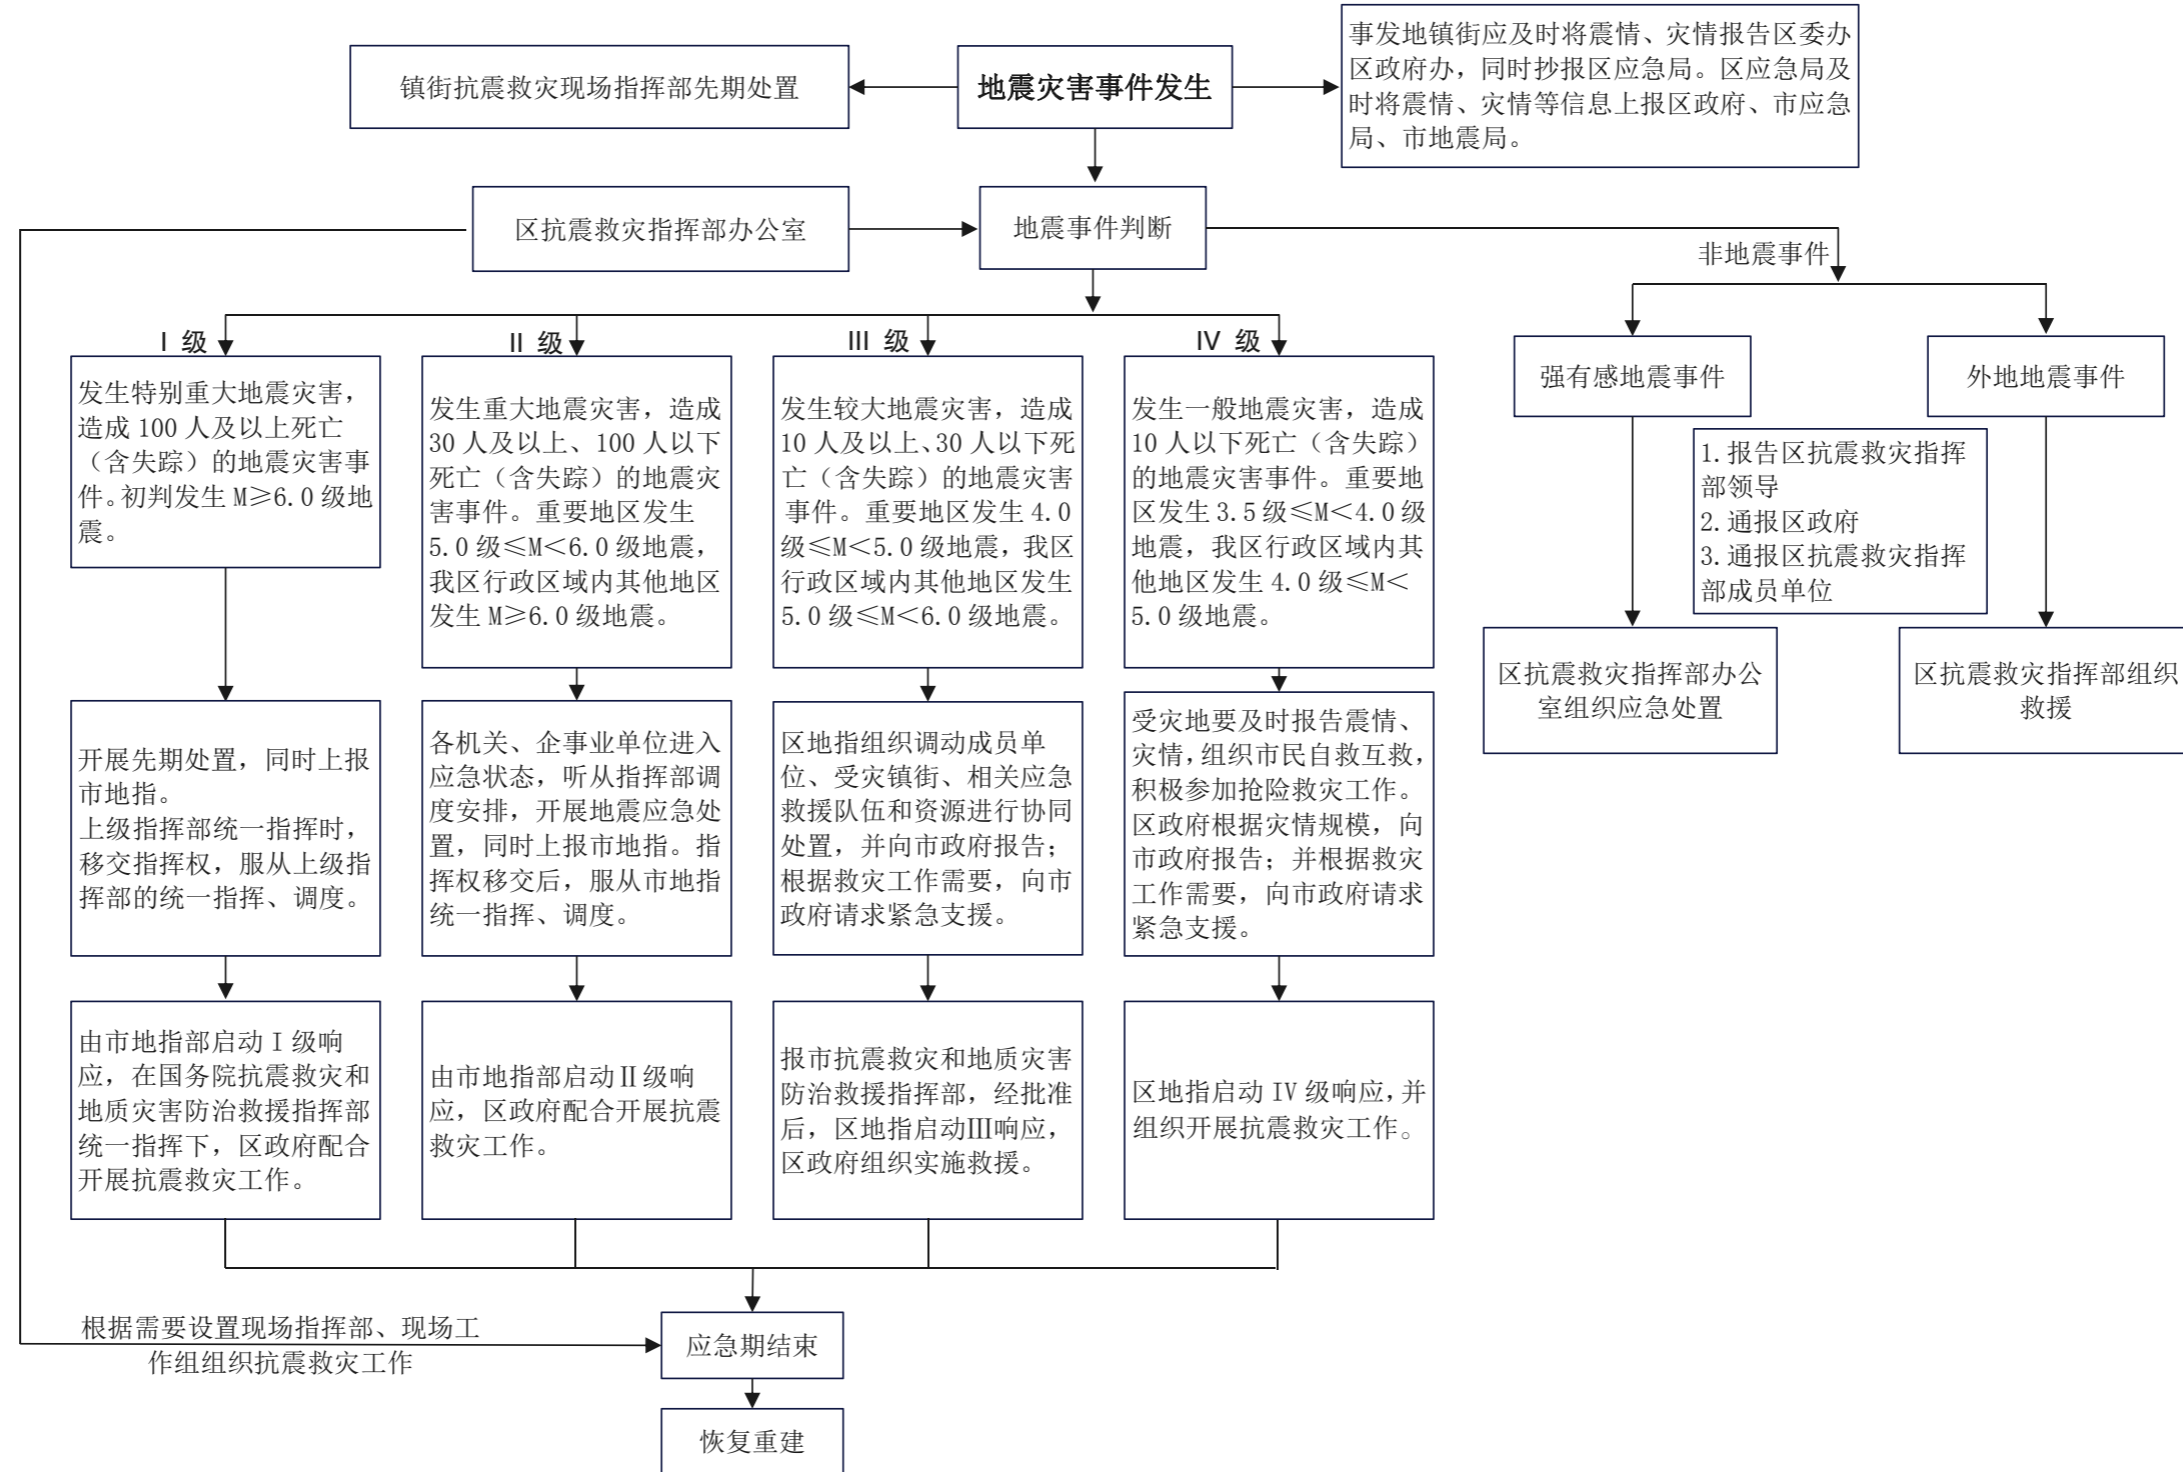 地震灾害事件发生
镇街抗震救灾现场指挥部先期处置
事发地镇街应及时将震情、灾情报告区委办
区政府办，同时抄报区应急局。区应急局及
时将震情、灾情等信息上报区政府、市应急
局、市地震局。
区抗震救灾指挥部办公室
地震事件判断
非地震事件
I 级
II 级
III 级
IV 级
发生特别重大地震灾害，
造成 100 人及以上死亡
（含失踪）的地震灾害事
件。初判发生 M≥6.0 级地
震。
发生重大地震灾害，造成
30 人及以上、100 人以下
死亡（含失踪）的地震灾
害事件。重要地区发生
5.0 级≤M＜6.0 级地震，
我区行政区域内其他地区
发生 M≥6.0 级地震。
发生较大地震灾害，造成
10 人及以上、30 人以下死
亡（含失踪）的地震灾害
事件。重要地区发生 4.0
级≤M＜5.0 级地震，我区
行政区域内其他地区发生
5.0 级≤M＜6.0 级地震。
发生一般地震灾害，造成
10 人以下死亡（含失踪）
的地震灾害事件。重要地
区发生 3.5 级≤M＜4.0 级
地震，我区行政区域内其
他地区发生 4.0 级≤M＜
5.0 级地震。
强有感地震事件
外地地震事件
1.报告区抗震救灾指挥
部领导
2.通报区政府
3.通报区抗震救灾指挥
部成员单位
区抗震救灾指挥部办公
室组织应急处置
区抗震救灾指挥部组织
救援
开展先期处置，同时上报
市地指。
上级指挥部统一指挥时，
移交指挥权，服从上级指
挥部的统一指挥、调度。
各机关、企事业单位进入
应急状态，听从指挥部调
度安排，开展地震应急处
置，同时上报市地指。指
挥权移交后，服从市地指
统一指挥、调度。
区地指组织调动成员单
位、受灾镇街、相关应急
救援队伍和资源进行协同
处置，并向市政府报告；
根据救灾工作需要，向市
政府请求紧急支援。
受灾地要及时报告震情、
灾情，组织市民自救互救，
积极参加抢险救灾工作。
区政府根据灾情规模，向
市政府报告；并根据救灾
工作需要，向市政府请求
紧急支援。
由市地指部启动 I 级响
应，在国务院抗震救灾和
地质灾害防治救援指挥部
统一指挥下，区政府配合
开展抗震救灾工作。
由市地指部启动Ⅱ级响
应，区政府配合开展抗震
救灾工作。
报市抗震救灾和地质灾害
防治救援指挥部，经批准
后，区地指启动Ⅲ响应，
区政府组织实施救援。
区地指启动 IV 级响应，并
组织开展抗震救灾工作。
根据需要设置现场指挥部、现场工
作组组织抗震救灾工作
应急期结束
恢复重建